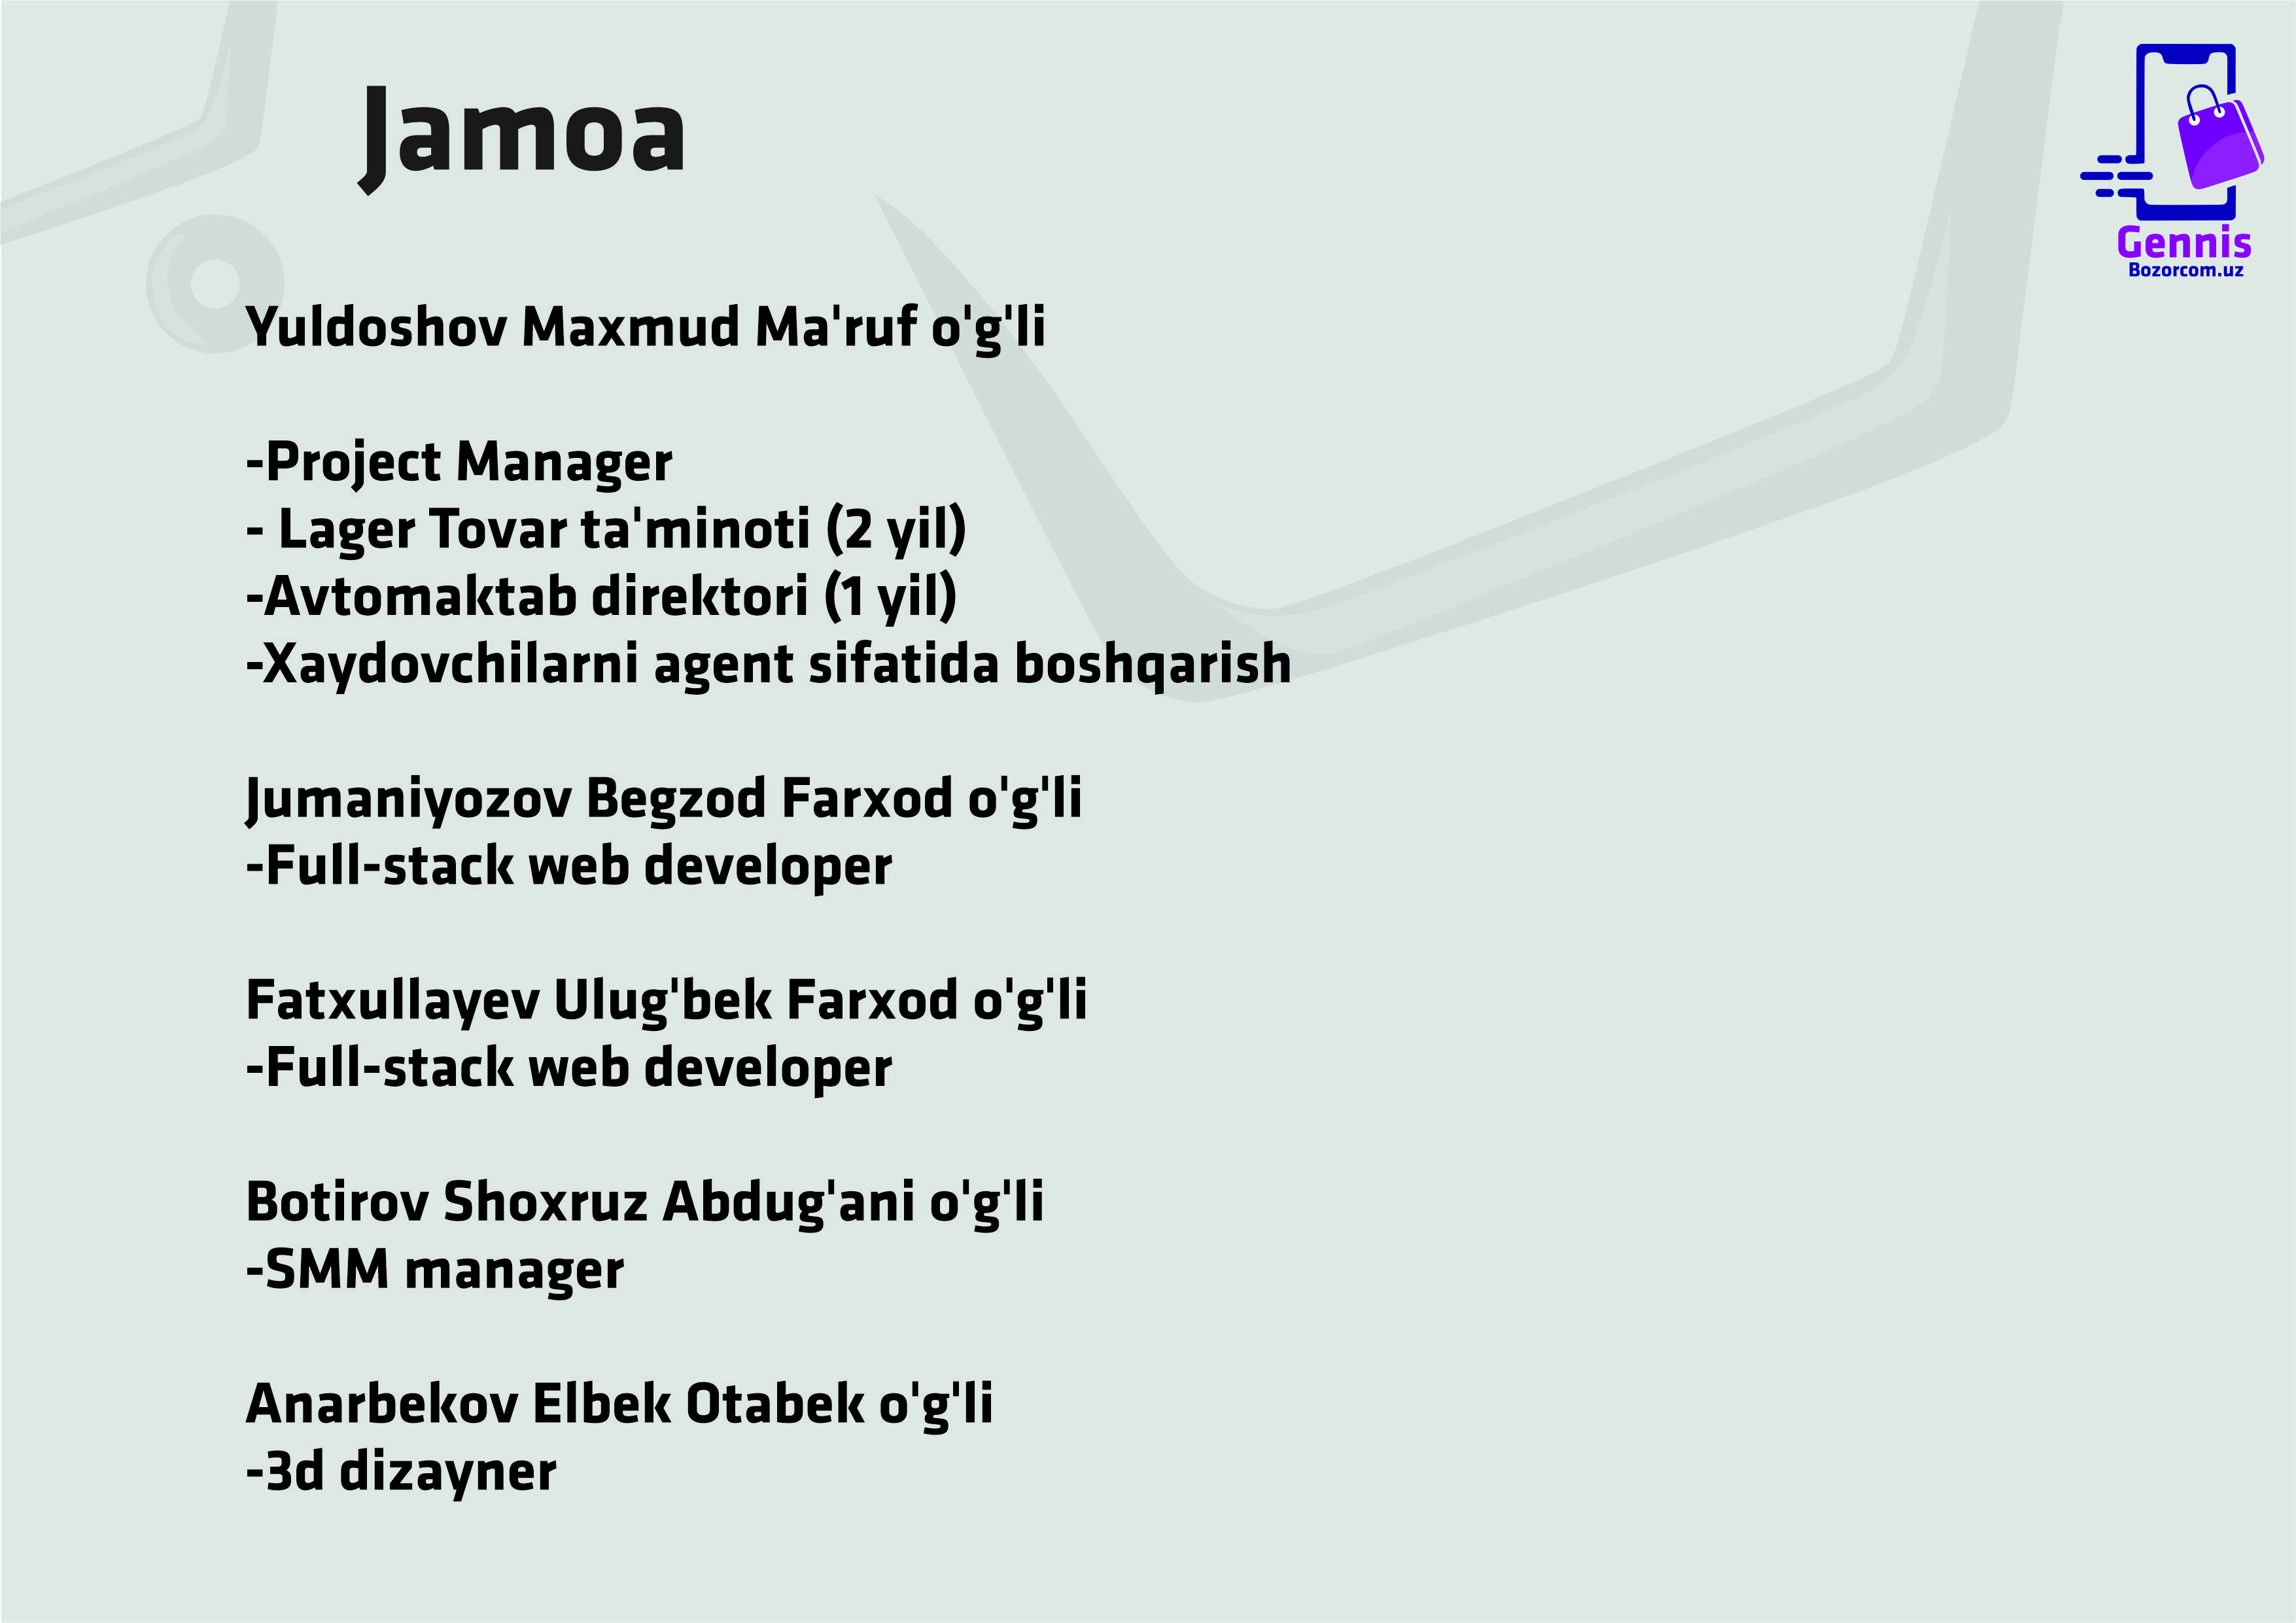 Jamoa
Gennis
Bozorcom.uz
Yuldoshov Maxmud Ma'ruf o'g'li
-Project Manager
- Lager Tovar ta'minoti (2 yil)
-Avtomaktab direktori (1 yil)
-Xaydovchilarni agent sifatida boshqarish
Jumaniyozov Begzod Farxod o'g'li
-Full-stack web developer
Fatxullayev Ulug'bek Farxod o'g'li
-Full-stack web developer
Botirov Shoxruz Abdug'ani o'g'li
-SMM manager
Anarbekov Elbek Otabek o'g'li
-3d dizayner